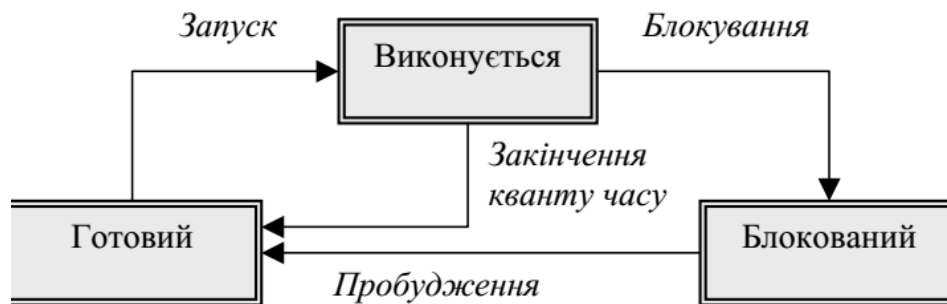 Запуск
Виконується
Блокування
Закінчення
кванту часу
Готовий
Блокований
Пробудження